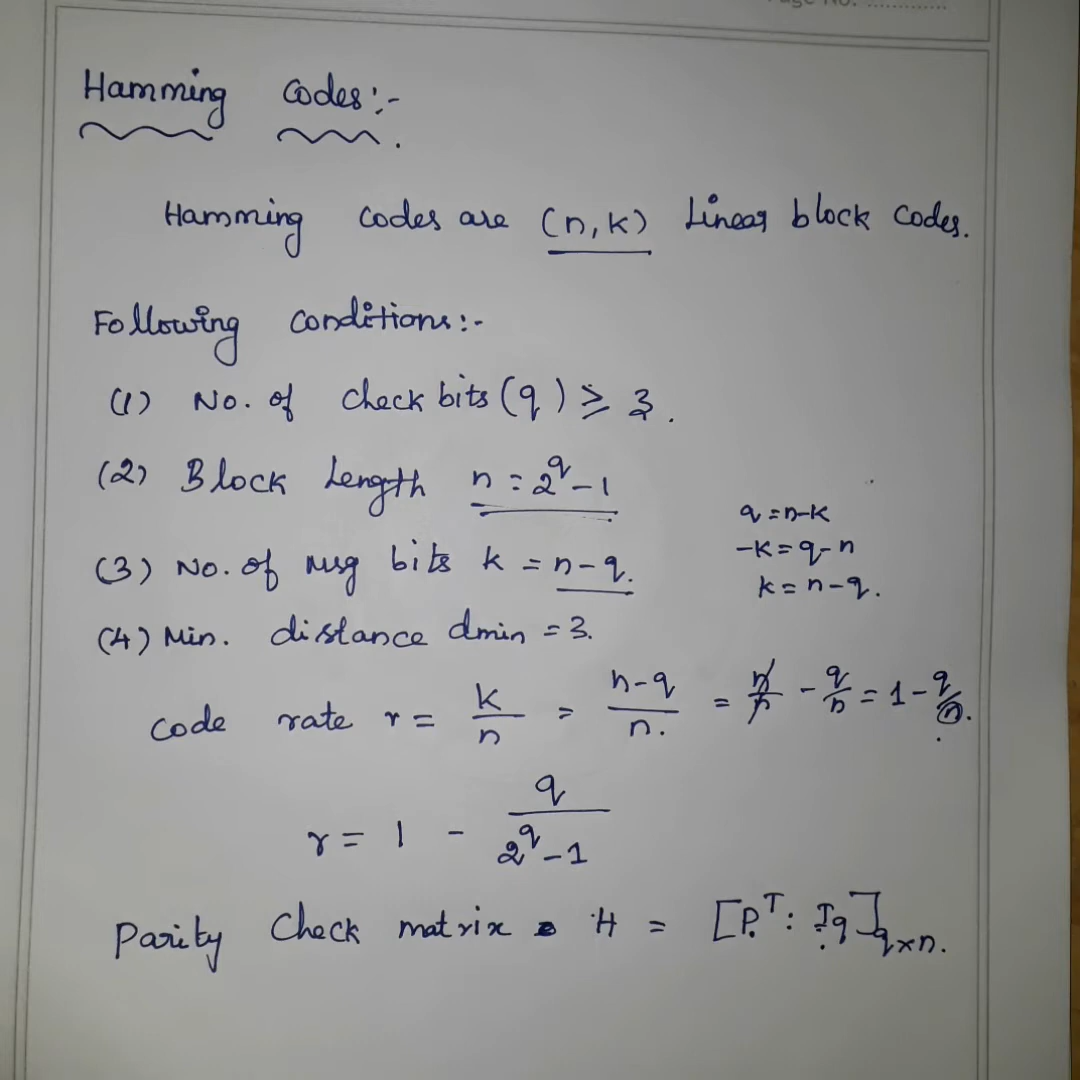 Page No. ..............
Hamming Codes:-
Hamming codes are (n, k) Linear block codes.
Following Conditions:-
(1) No. of Check bits (q) ≥ 3.
(2) Block Length n = 2^q - 1
q = n-k
-k = q-n
k = n-q.
(3) No. of msg bits k = n-q.
(4) Min. distance dmin = 3.
code rate r = k/n = n-q/n. = n/n - q/n = 1 - q/n.
r = 1 - q/2^q - 1
Parity Check matrix H = [P^T : Iq]q×n.